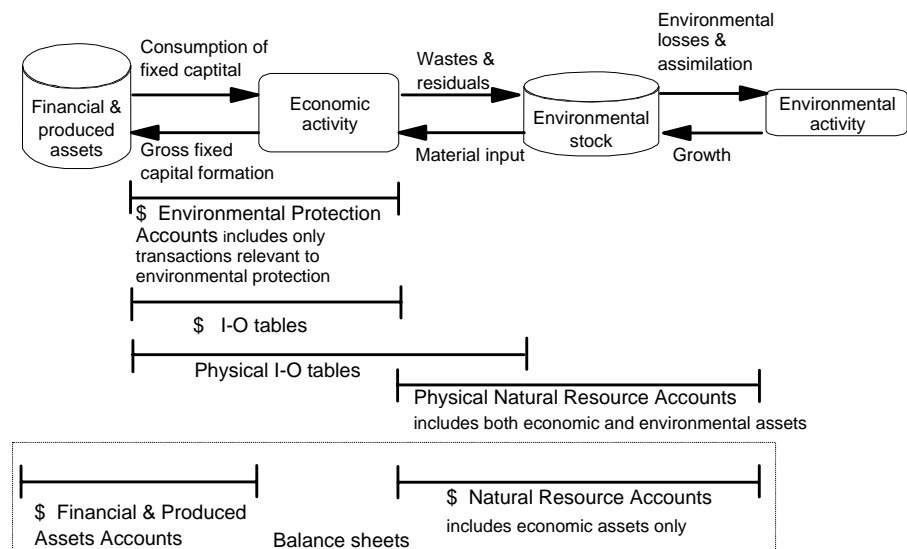 Consumption of
fixed captital
Financial &
produced
assets
Gross fixed
capital formation
Economic
activity
Wastes &
residuals
Material input
Environmental
stock
Environmental
losses &
assimilation
Growth
Environmental
activity
$ Environmental Protection
Accounts includes only
transactions relevant to
environmental protection
$ I-O tables
Physical I-O tables
Physical Natural Resource Accounts
includes both economic and environmental assets
$ Financial & Produced
Assets Accounts
Balance sheets
$ Natural Resource Accounts
includes economic assets only